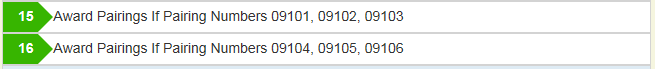 15 Award Pairings If Pairing Numbers 09101, 09102, 09103
16 Award Pairings If Pairing Numbers 09104, 09105, 09106